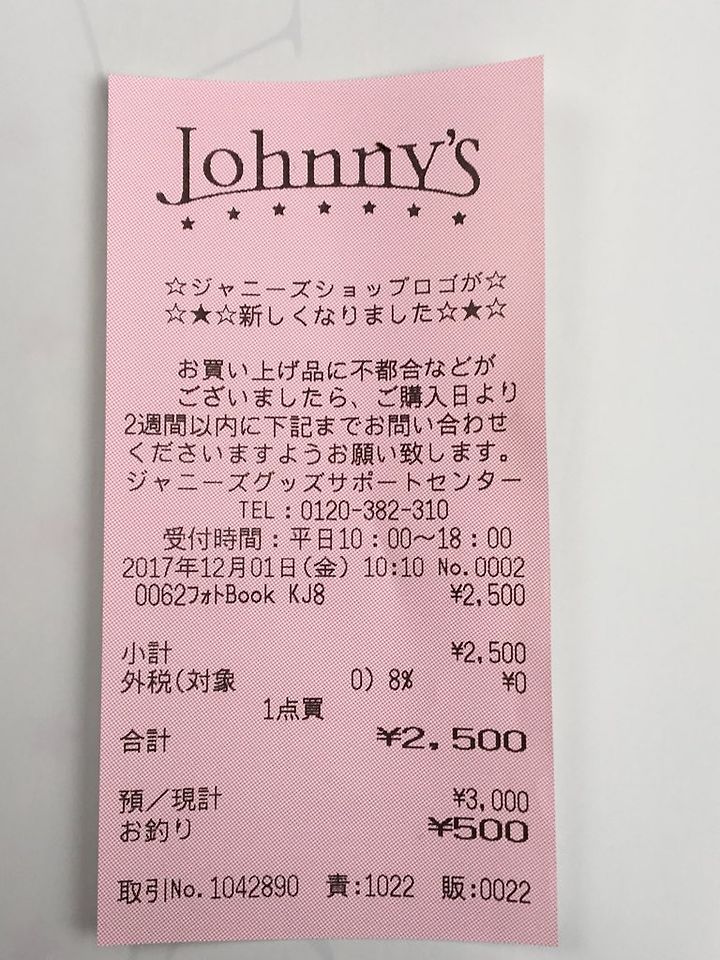 Johnny's
★ ★ ★ ★ ★ ★ ★
☆ジャニーズショップロゴが☆
☆★☆新しくなりました☆★☆
お買い上げ品に不都合などが
ございましたら、ご購入日より
2週間以内に下記までお問い合わせ
くださいますようお願い致します。
ジャニーズグッズサポートセンター
TEL：0120-382-310
受付時間：平日10：00～18：00
2017年12月01日(金) 10:10 No.0002
0062ﾌｫﾄBook KJ8 ¥2,500
小計 ¥2,500
外税(対象 0) 8% ¥0
1点買
合計 ¥2,500
預／現計 ¥3,000
お釣り ¥500
取引No.1042890 責:1022 販:0022